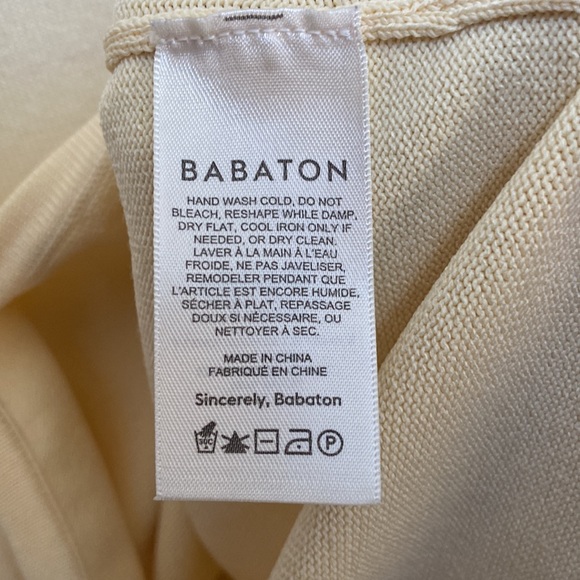 BABATON
HAND WASH COLD, DO NOT
BLEACH, RESHAPE WHILE DAMP.
DRY FLAT, COOL IRON ONLY IF
NEEDED, OR DRY CLEAN.
LAVER À LA MAIN À L'EAU
FROIDE, NE PAS JAVELISER,
REMODELER PENDANT QUE
L'ARTICLE EST ENCORE HUMIDE,
SÉCHER À PLAT, REPASSAGE
DOUX SI NÉCESSAIRE, OU
NETTOYER À SEC.
MADE IN CHINA
FABRIQUÉ EN CHINE
Sincerely, Babaton
30C P